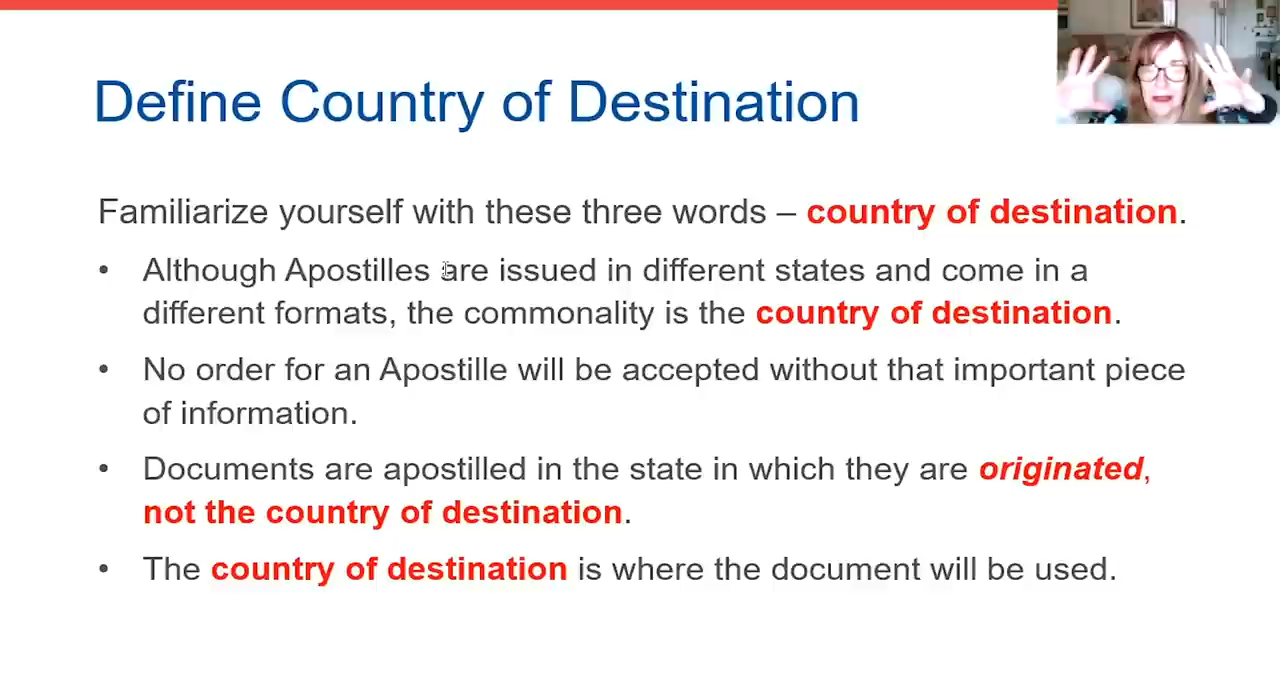 Define Country of Destination
Familiarize yourself with these three words – country of destination.
• Although Apostilles are issued in different states and come in a
different formats, the commonality is the country of destination.
• No order for an Apostille will be accepted without that important piece
of information.
• Documents are apostilled in the state in which they are originated,
not the country of destination.
• The country of destination is where the document will be used.